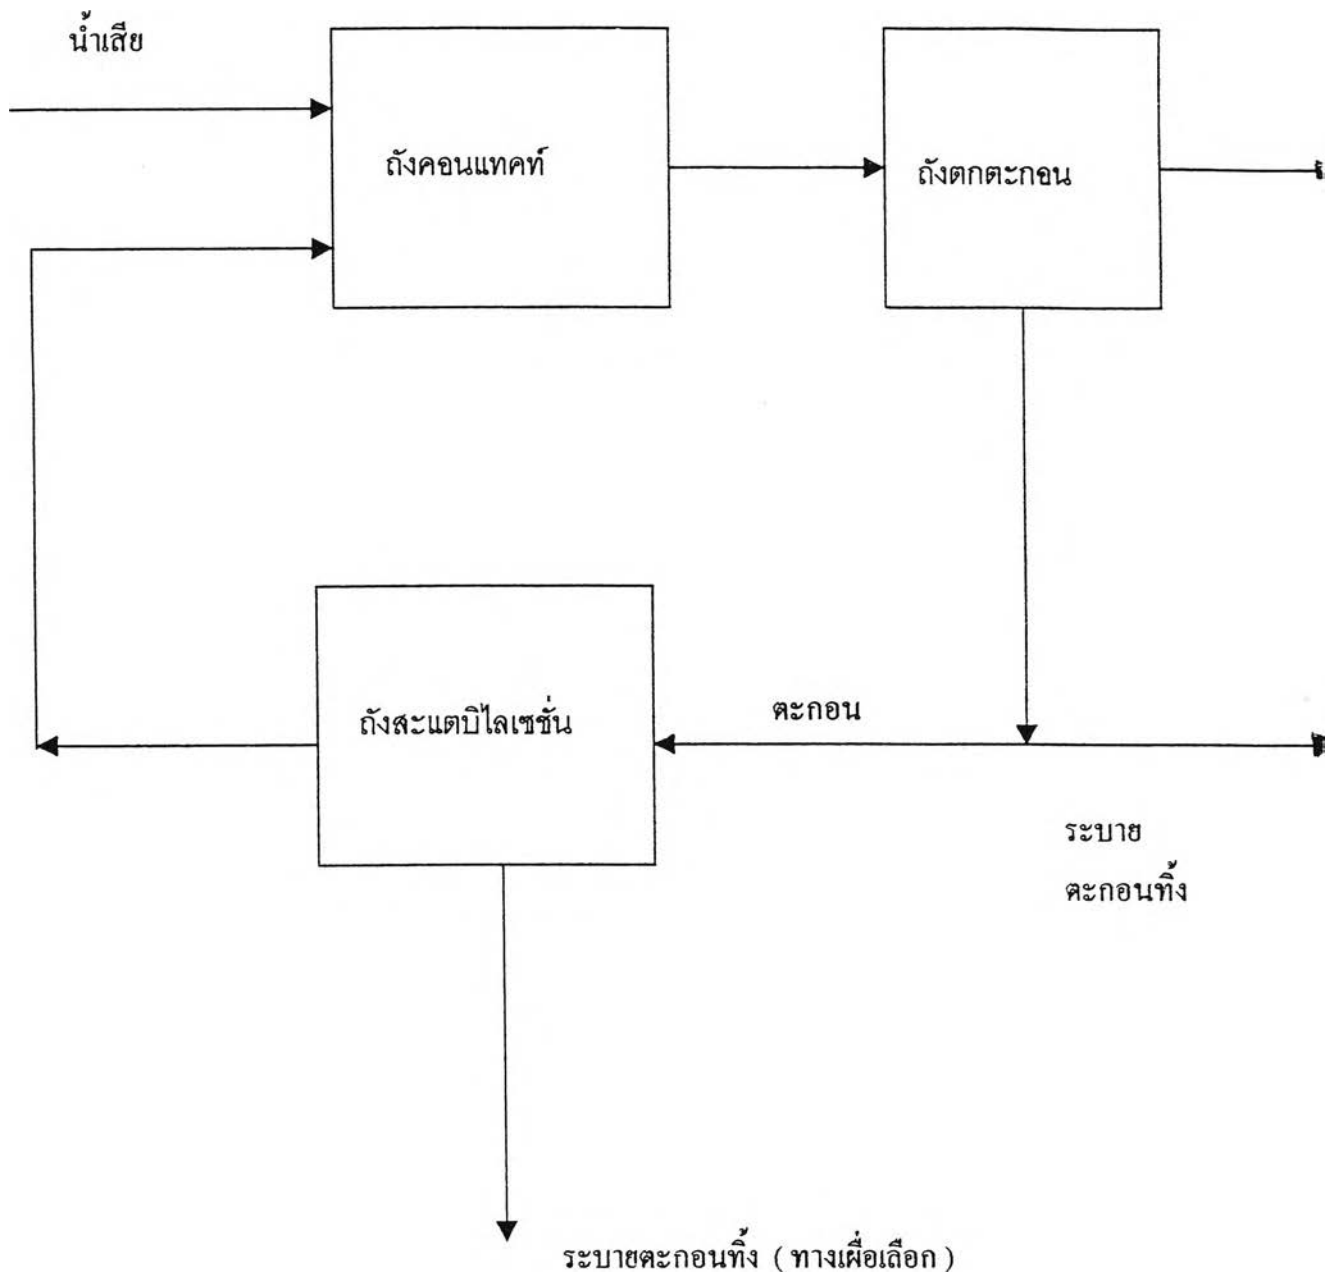 น้ำเสีย
ถังคอนแทคท์
ถังตกตะกอน
ถังสะแตบิไลเซชั่น
ตะกอน
ระบาย
ตะกอนทิ้ง
ระบายตะกอนทิ้ง ( ทางเผื่อเลือก )